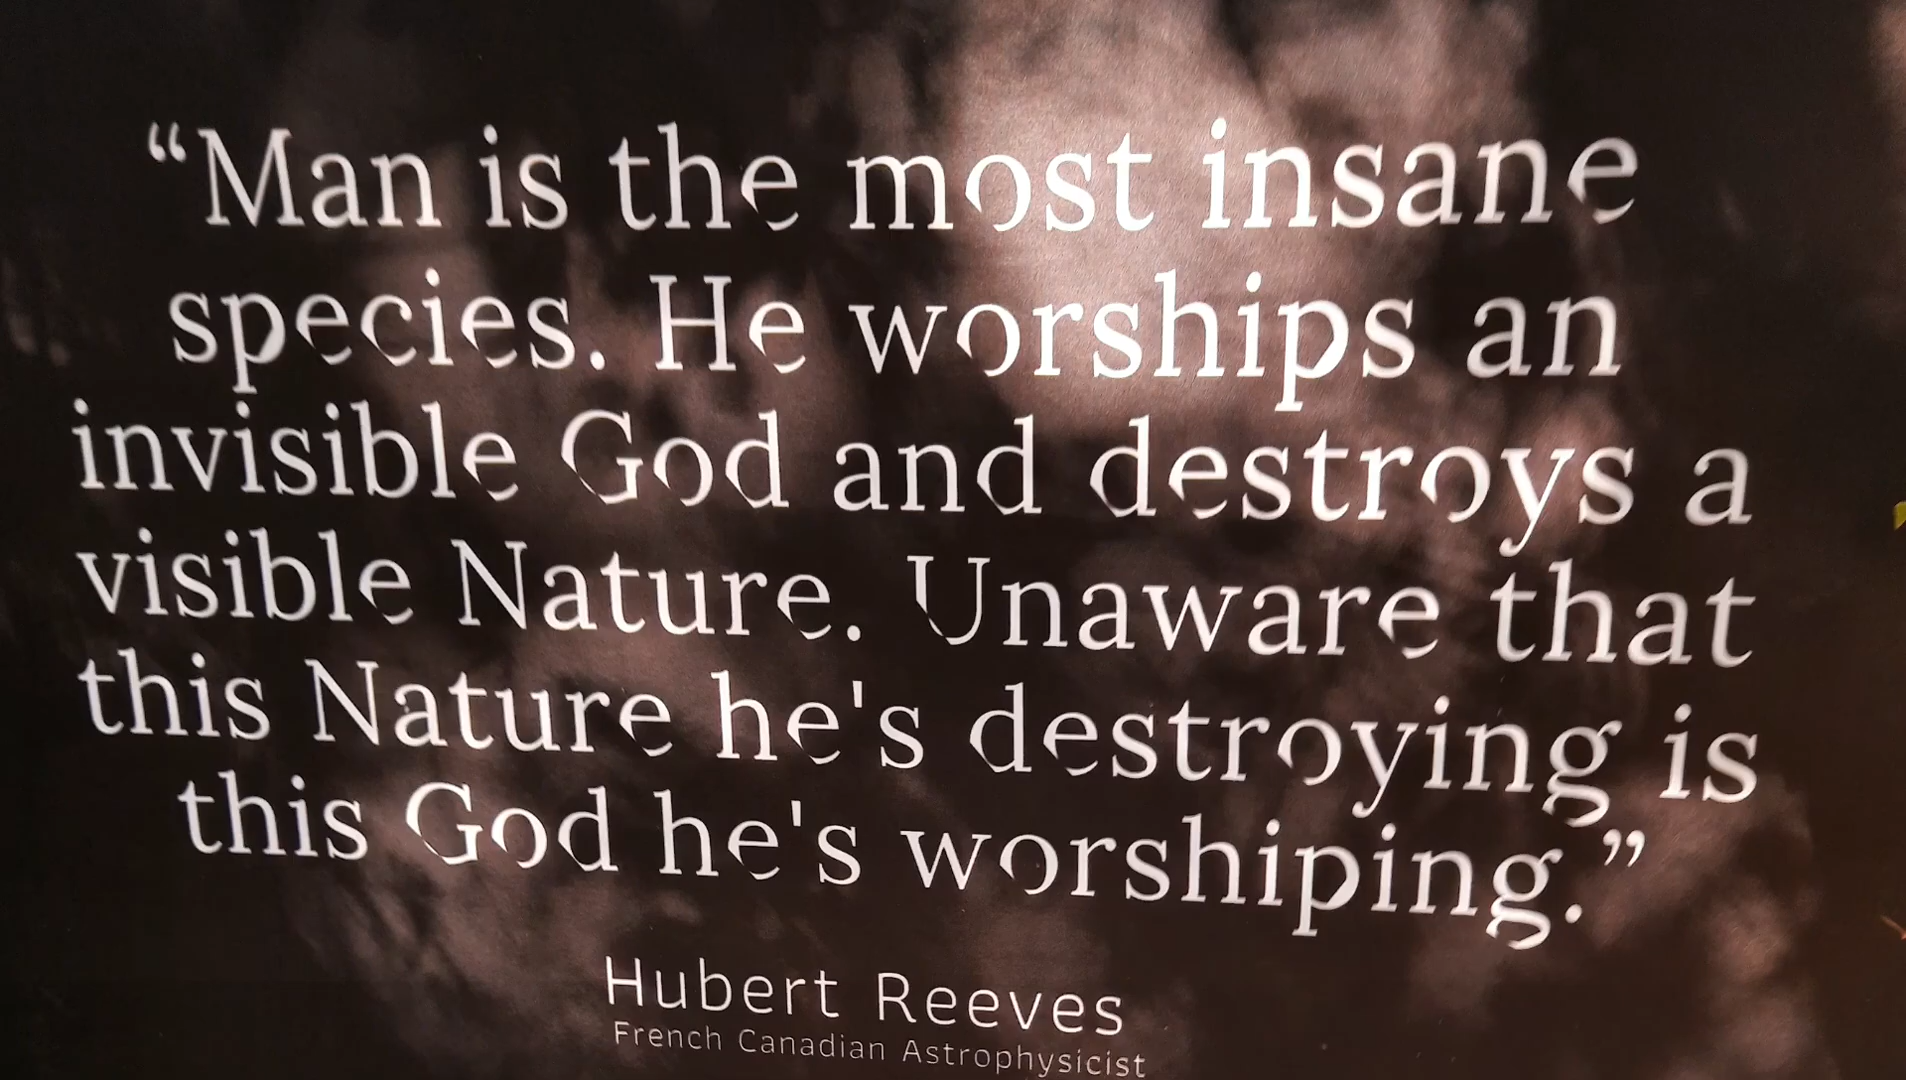 “Man is the most insane
species. He worships an
invisible God and destroys a
visible Nature. Unaware that
this Nature he's destroying is
this God he's worshiping.”
Hubert Reeves
French Canadian Astrophysicist